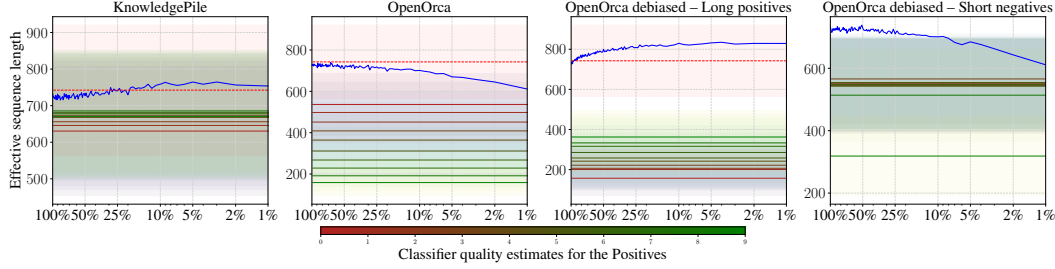 KnowledgePile
OpenOrca
OpenOrca debiased – Long positives
OpenOrca debiased – Short negatives
Effective sequence length
900
800
700
600
500
800
600
400
200
800
600
400
200
600
400
200
100% 50% 25% 10% 5% 2% 1%
100% 50% 25% 10% 5% 2% 1%
100% 50% 25% 10% 5% 2% 1%
100% 50% 25% 10% 5% 2% 1%
0 1 2 3 4 5 6 7 8 9
Classifier quality estimates for the Positives